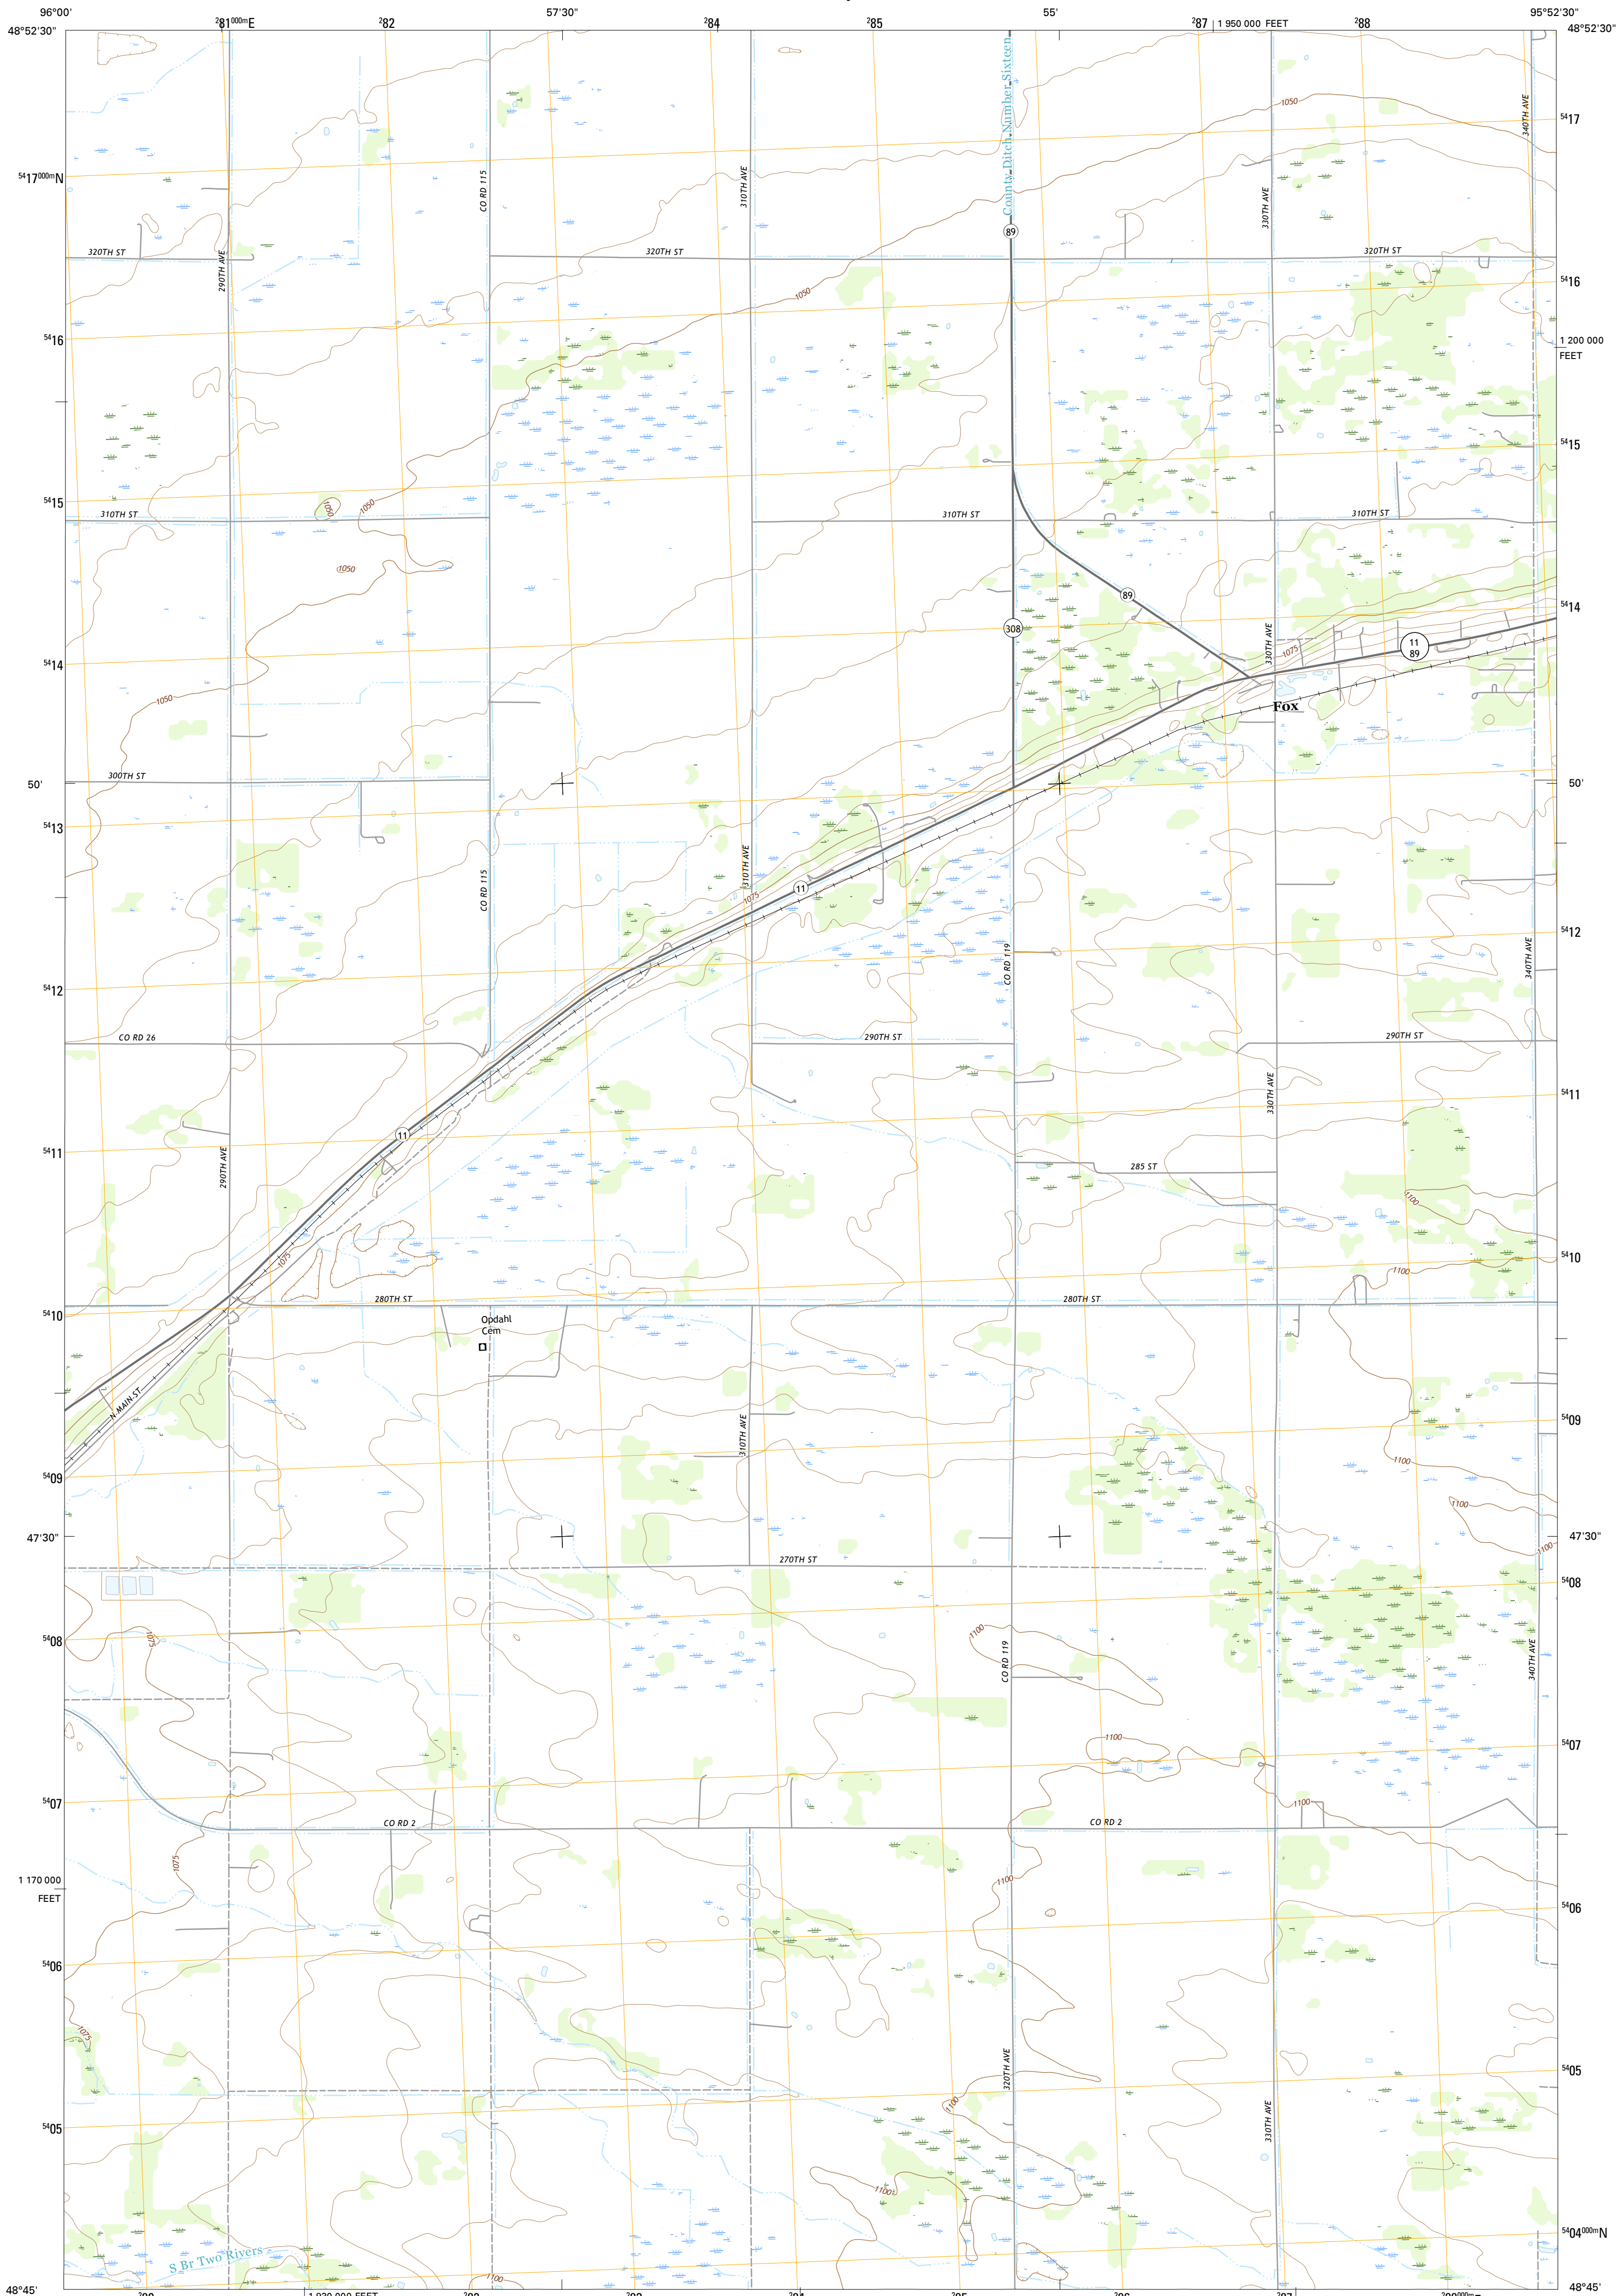 96°00'
281000mE
282
57'30"
284
285
55'
287
1 950 000 FEET
288
95°52'30"
48°52'30"
48°52'30"
County Ditch Number Sixteen
1050
340TH AVE
5417
5417000mN
CO RD 115
310TH AVE
330TH AVE
89
320TH ST
290TH AVE
320TH ST
320TH ST
5416
1050
5416
1 200 000
FEET
5415
5415
310TH ST
1050
1050
310TH ST
310TH ST
1050
89
5414
308
330TH AVE
1075
11
89
5414
1050
Fox
300TH ST
50'
50'
5413
310TH AVE
CO RD 115
11
1075
5412
CO RD 119
340TH AVE
5412
CO RD 26
290TH ST
290TH ST
330TH AVE
5411
11
5411
290TH AVE
285 ST
1100
1075
5410
1100
280TH ST
280TH ST
5410
Opdahl
Cem
N MAIN ST
310TH AVE
5409
1100
5409
1100
47'30"
47'30"
1100
270TH ST
5408
5408
1075
1100
CO RD 119
340TH AVE
1100
5407
5407
1100
CO RD 2
CO RD 2
1075
1 170 000
FEET
1100
5406
5406
1075
320TH AVE
5405
1100
330TH AVE
5405
1100
5404000mN
S Br Two Rivers
1100
48°45'
48°45'